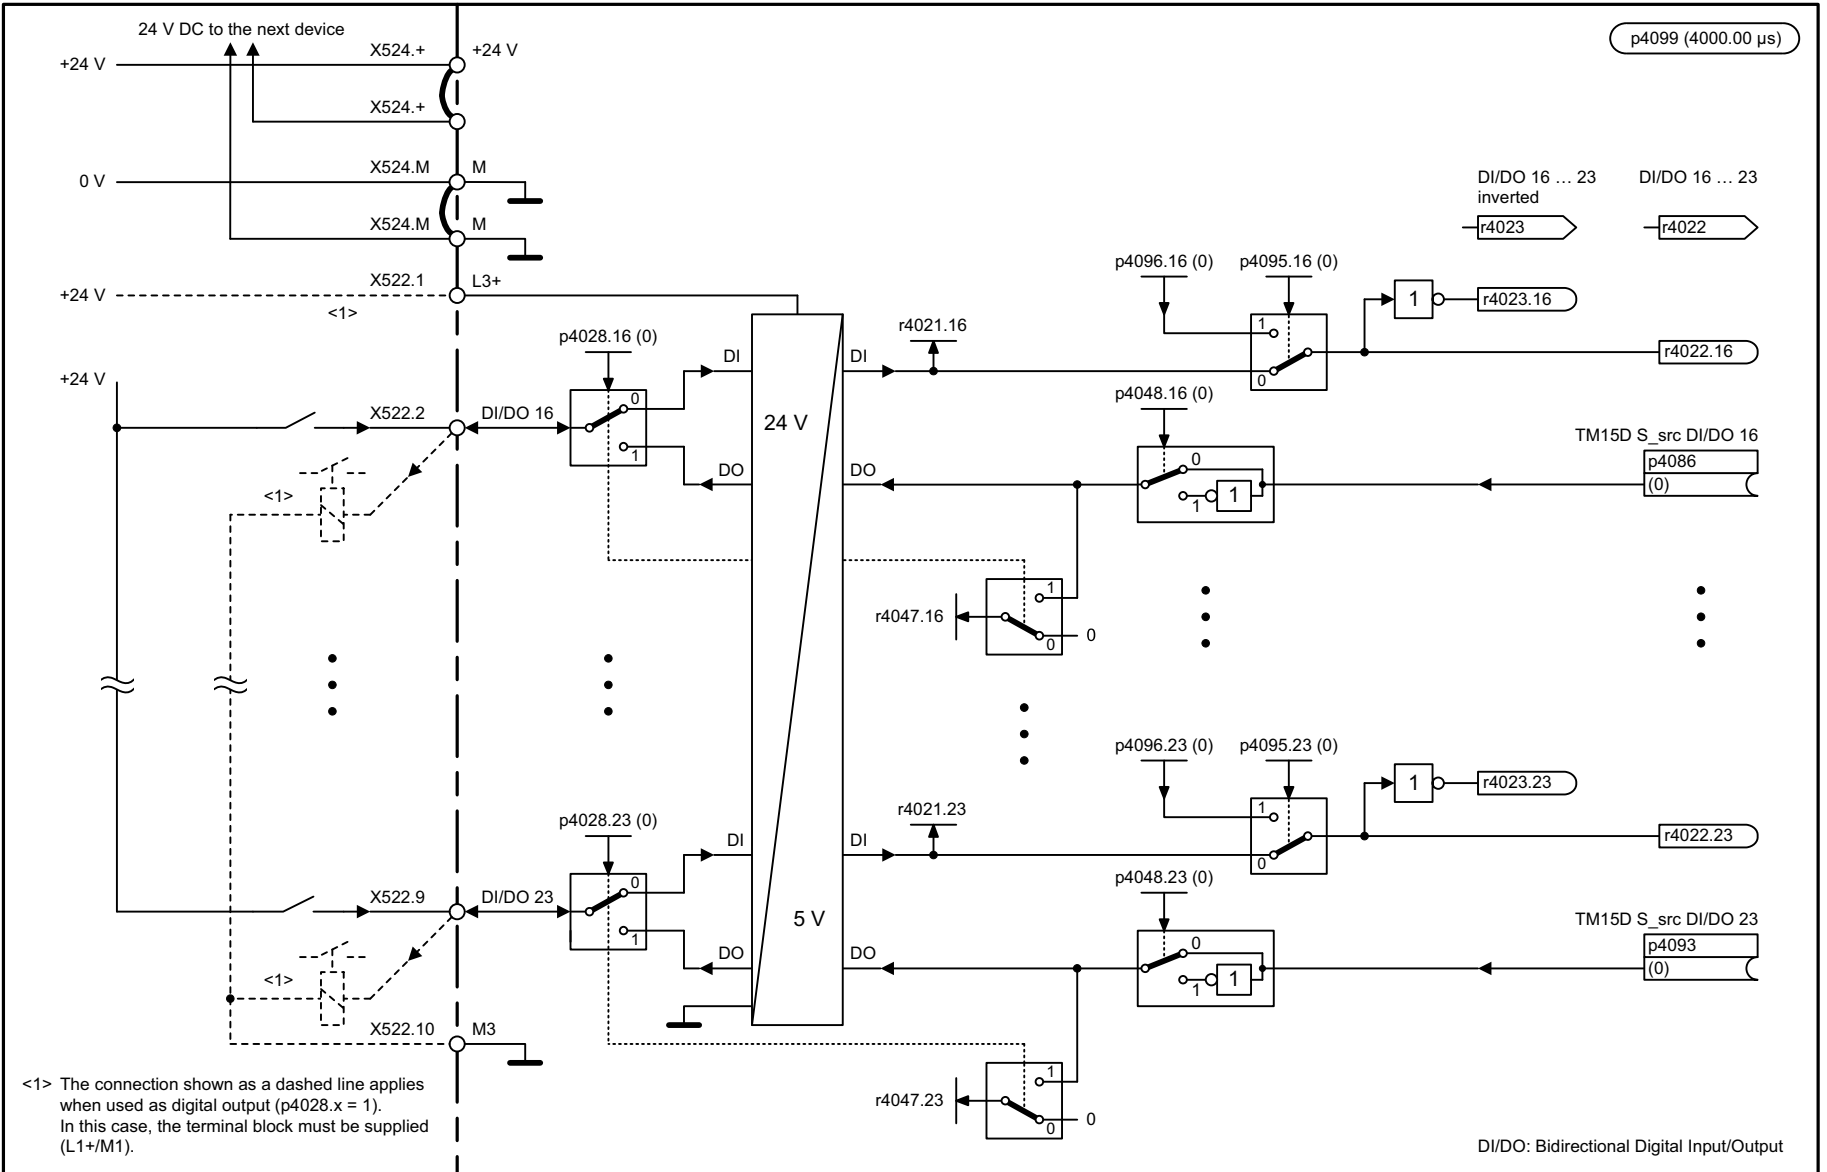 24 V DC to the next device
p4099 (4000.00 µs)
+24 V
X524.+
+24 V
X524.+
0 V
X524.M
M
X524.M
M
DI/DO 16 … 23
inverted
DI/DO 16 … 23
r4023
r4022
+24 V
<1>
X522.1
L3+
p4096.16 (0)
p4095.16 (0)
1
0
1
r4023.16
r4022.16
r4021.16
p4028.16 (0)
+24 V
X522.2
DI/DO 16
0
1
DI
DO
24 V
5 V
DI
DO
p4048.16 (0)
0
1
1
TM15D S_src DI/DO 16
p4086
(0)
<1>
r4047.16
1
0
0
p4096.23 (0)
p4095.23 (0)
1
0
1
r4023.23
r4022.23
r4021.23
p4028.23 (0)
X522.9
DI/DO 23
0
1
DI
DO
DI
DO
p4048.23 (0)
0
1
1
TM15D S_src DI/DO 23
p4093
(0)
<1>
X522.10
M3
r4047.23
1
0
0
<1> The connection shown as a dashed line applies
when used as digital output (p4028.x = 1).
In this case, the terminal block must be supplied
(L1+/M1).
DI/DO: Bidirectional Digital Input/Output